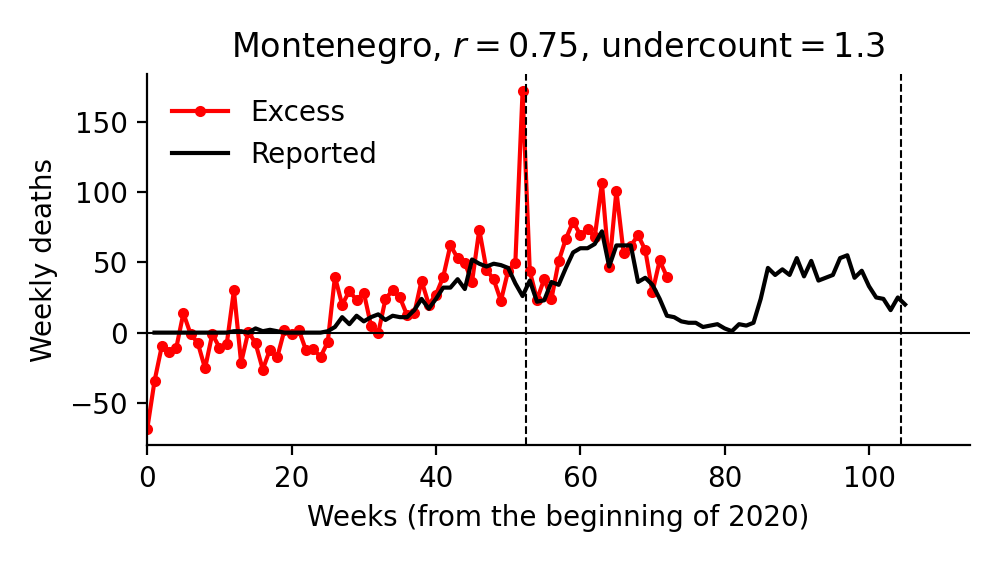 Montenegro, r = 0.75, undercount = 1.3
Excess
Reported
Weekly deaths
150
100
50
0
−50
0 20 40 60 80 100
Weeks (from the beginning of 2020)